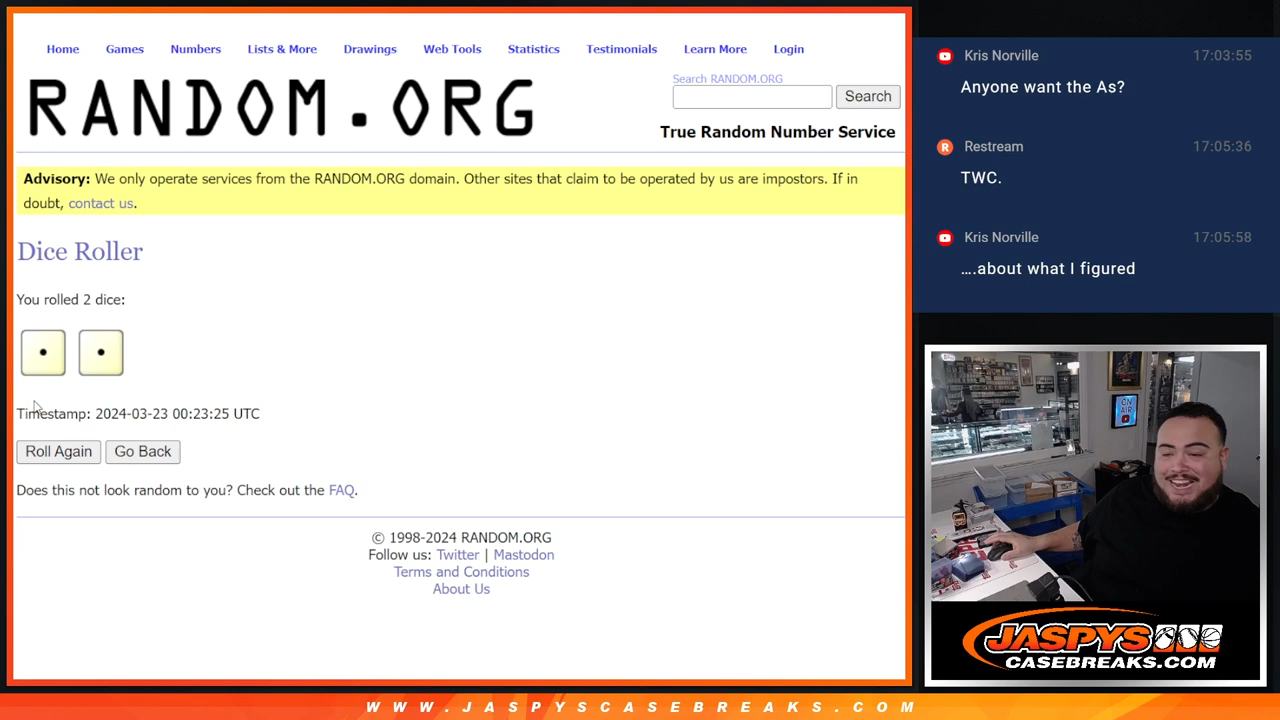 Home Games Numbers Lists & More Drawings Web Tools Statistics Testimonials Learn More Login
RANDOM.ORG
Search RANDOM.ORG
Search
True Random Number Service
Advisory: We only operate services from the RANDOM.ORG domain. Other sites that claim to be operated by us are impostors. If in
doubt, contact us.
Dice Roller
You rolled 2 dice:
Timestamp: 2024-03-23 00:23:25 UTC
Roll Again Go Back
Does this not look random to you? Check out the FAQ.
© 1998-2024 RANDOM.ORG
Follow us: Twitter | Mastodon
Terms and Conditions
About Us
Kris Norville 17:03:55
Anyone want the As?
R Restream 17:05:36
TWC.
Kris Norville 17:05:58
….about what I figured
ON
AIR
JASPYS
CASEBREAKS.COM
WWW.JASPYSCASEBREAKS.COM